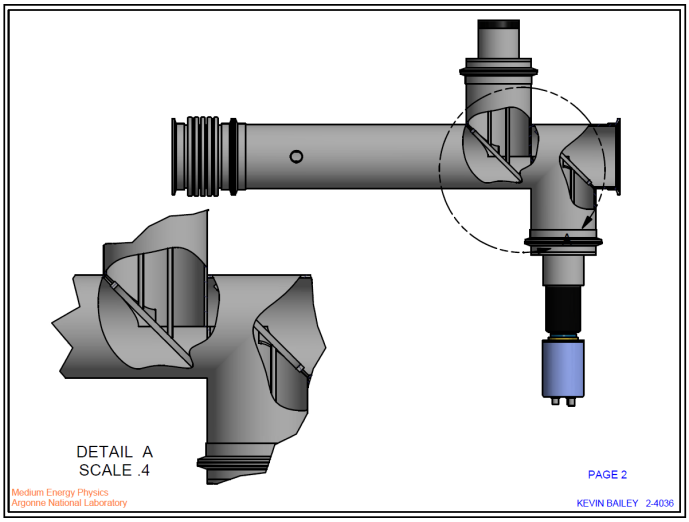 DETAIL A
SCALE .4
PAGE 2
Medium Energy Physics
Argonne National Laboratory
KEVIN BAILEY 2-4036